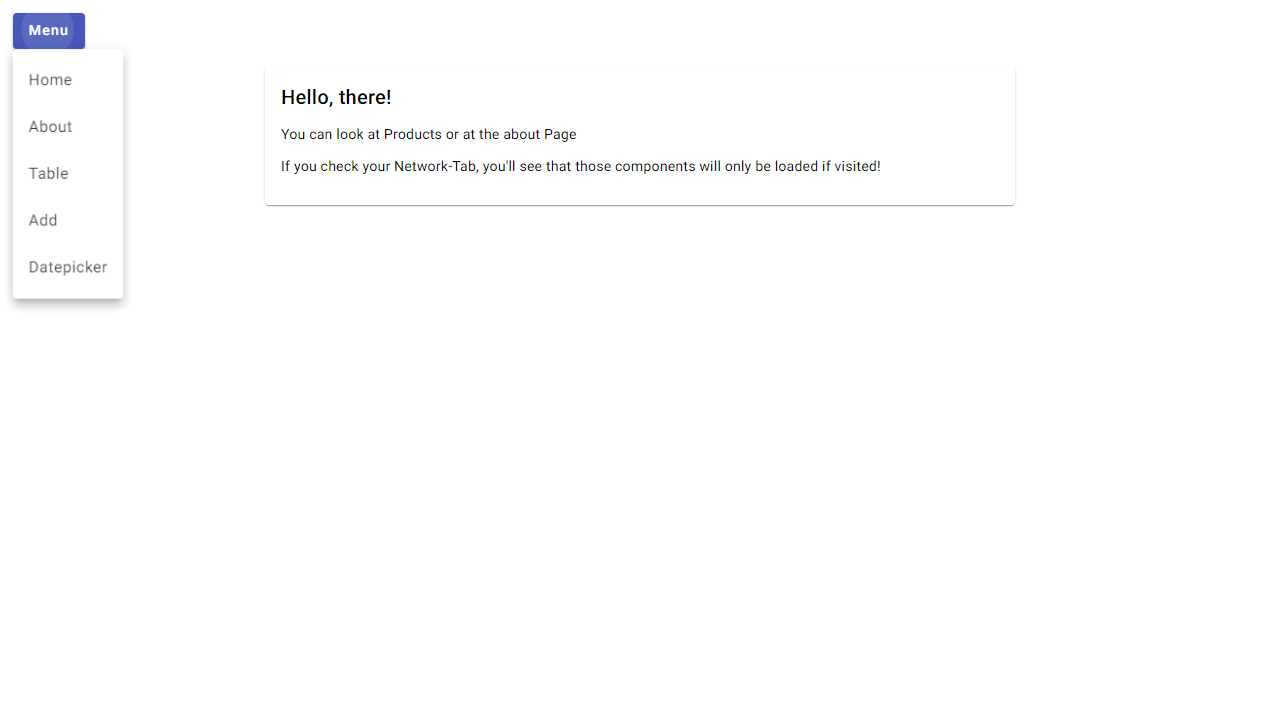 Menu
Home
About
Table
Add
Datepicker
Hello, there!
You can look at Products or at the about Page
If you check your Network-Tab, you'll see that those components will only be loaded if visited!